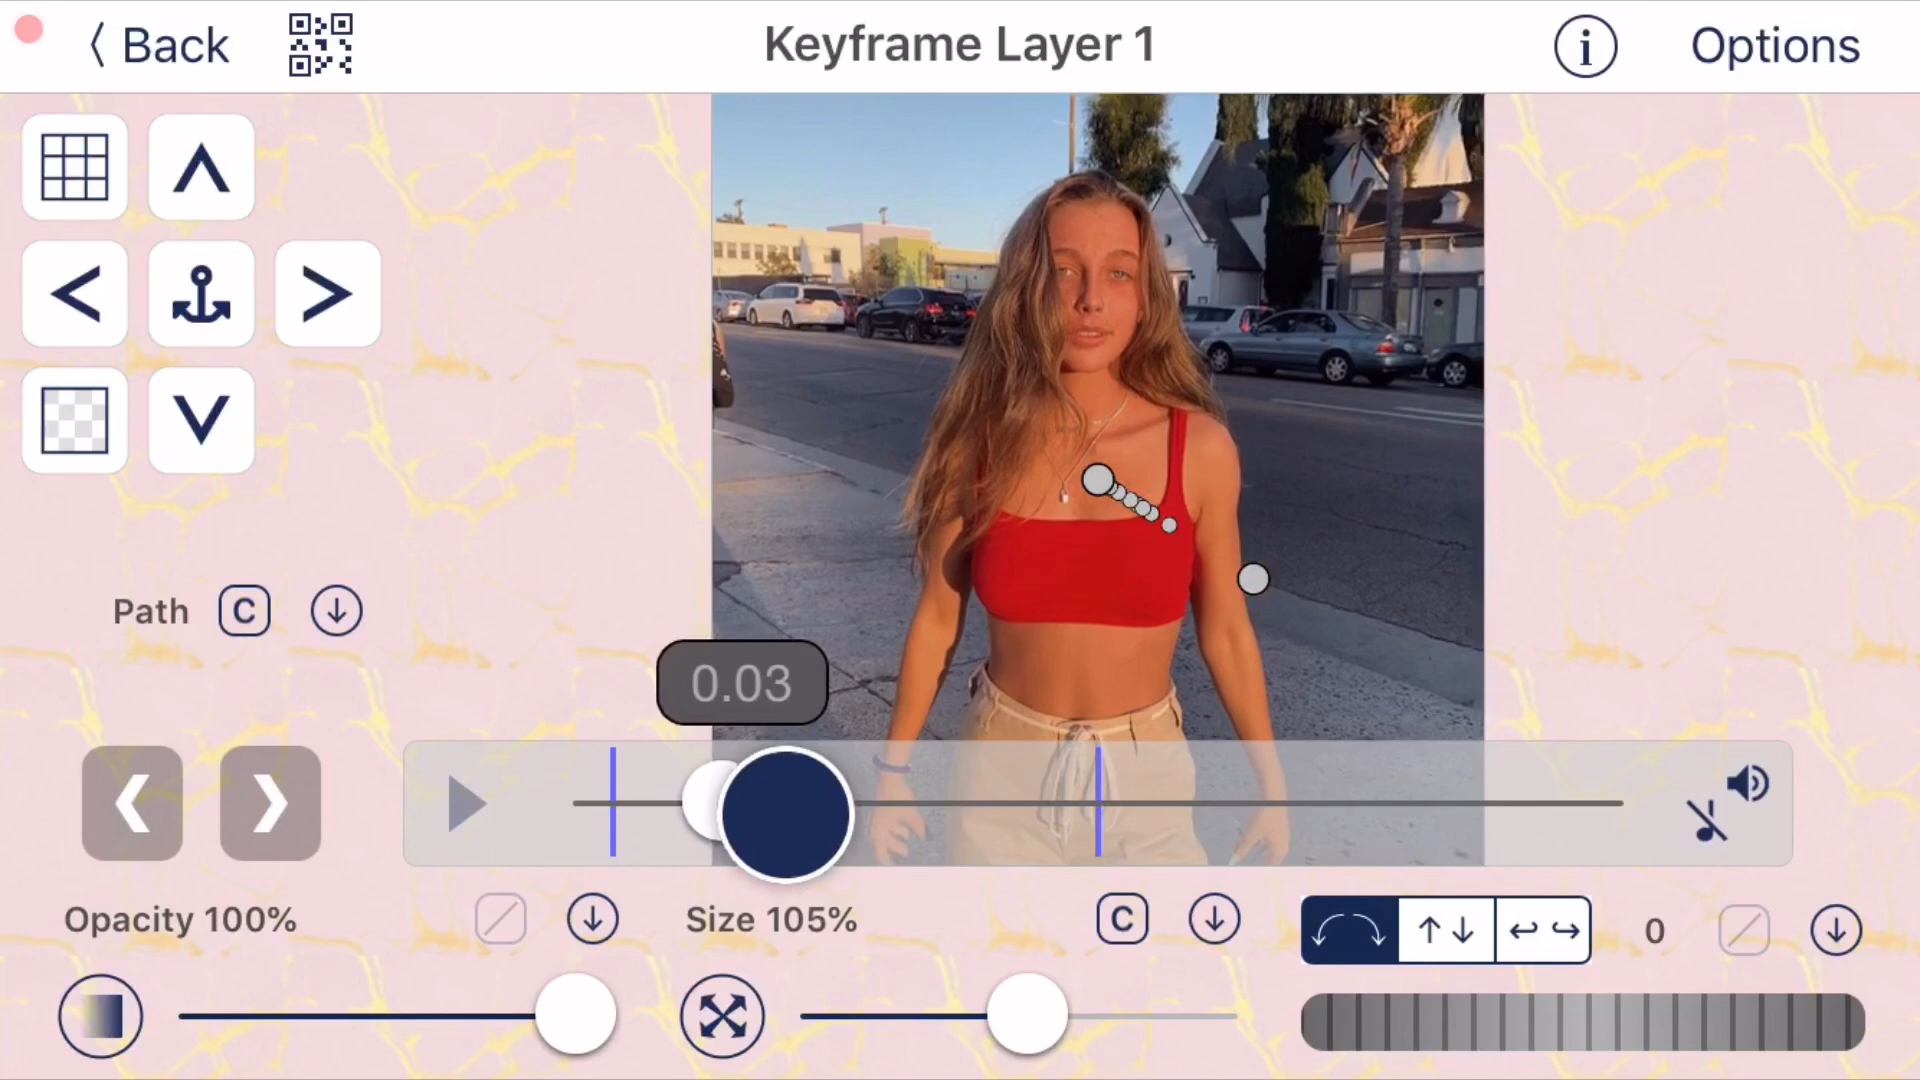 Back
Keyframe Layer 1
i
Options
Path
C
0.03
Opacity 100%
Size 105%
C
0